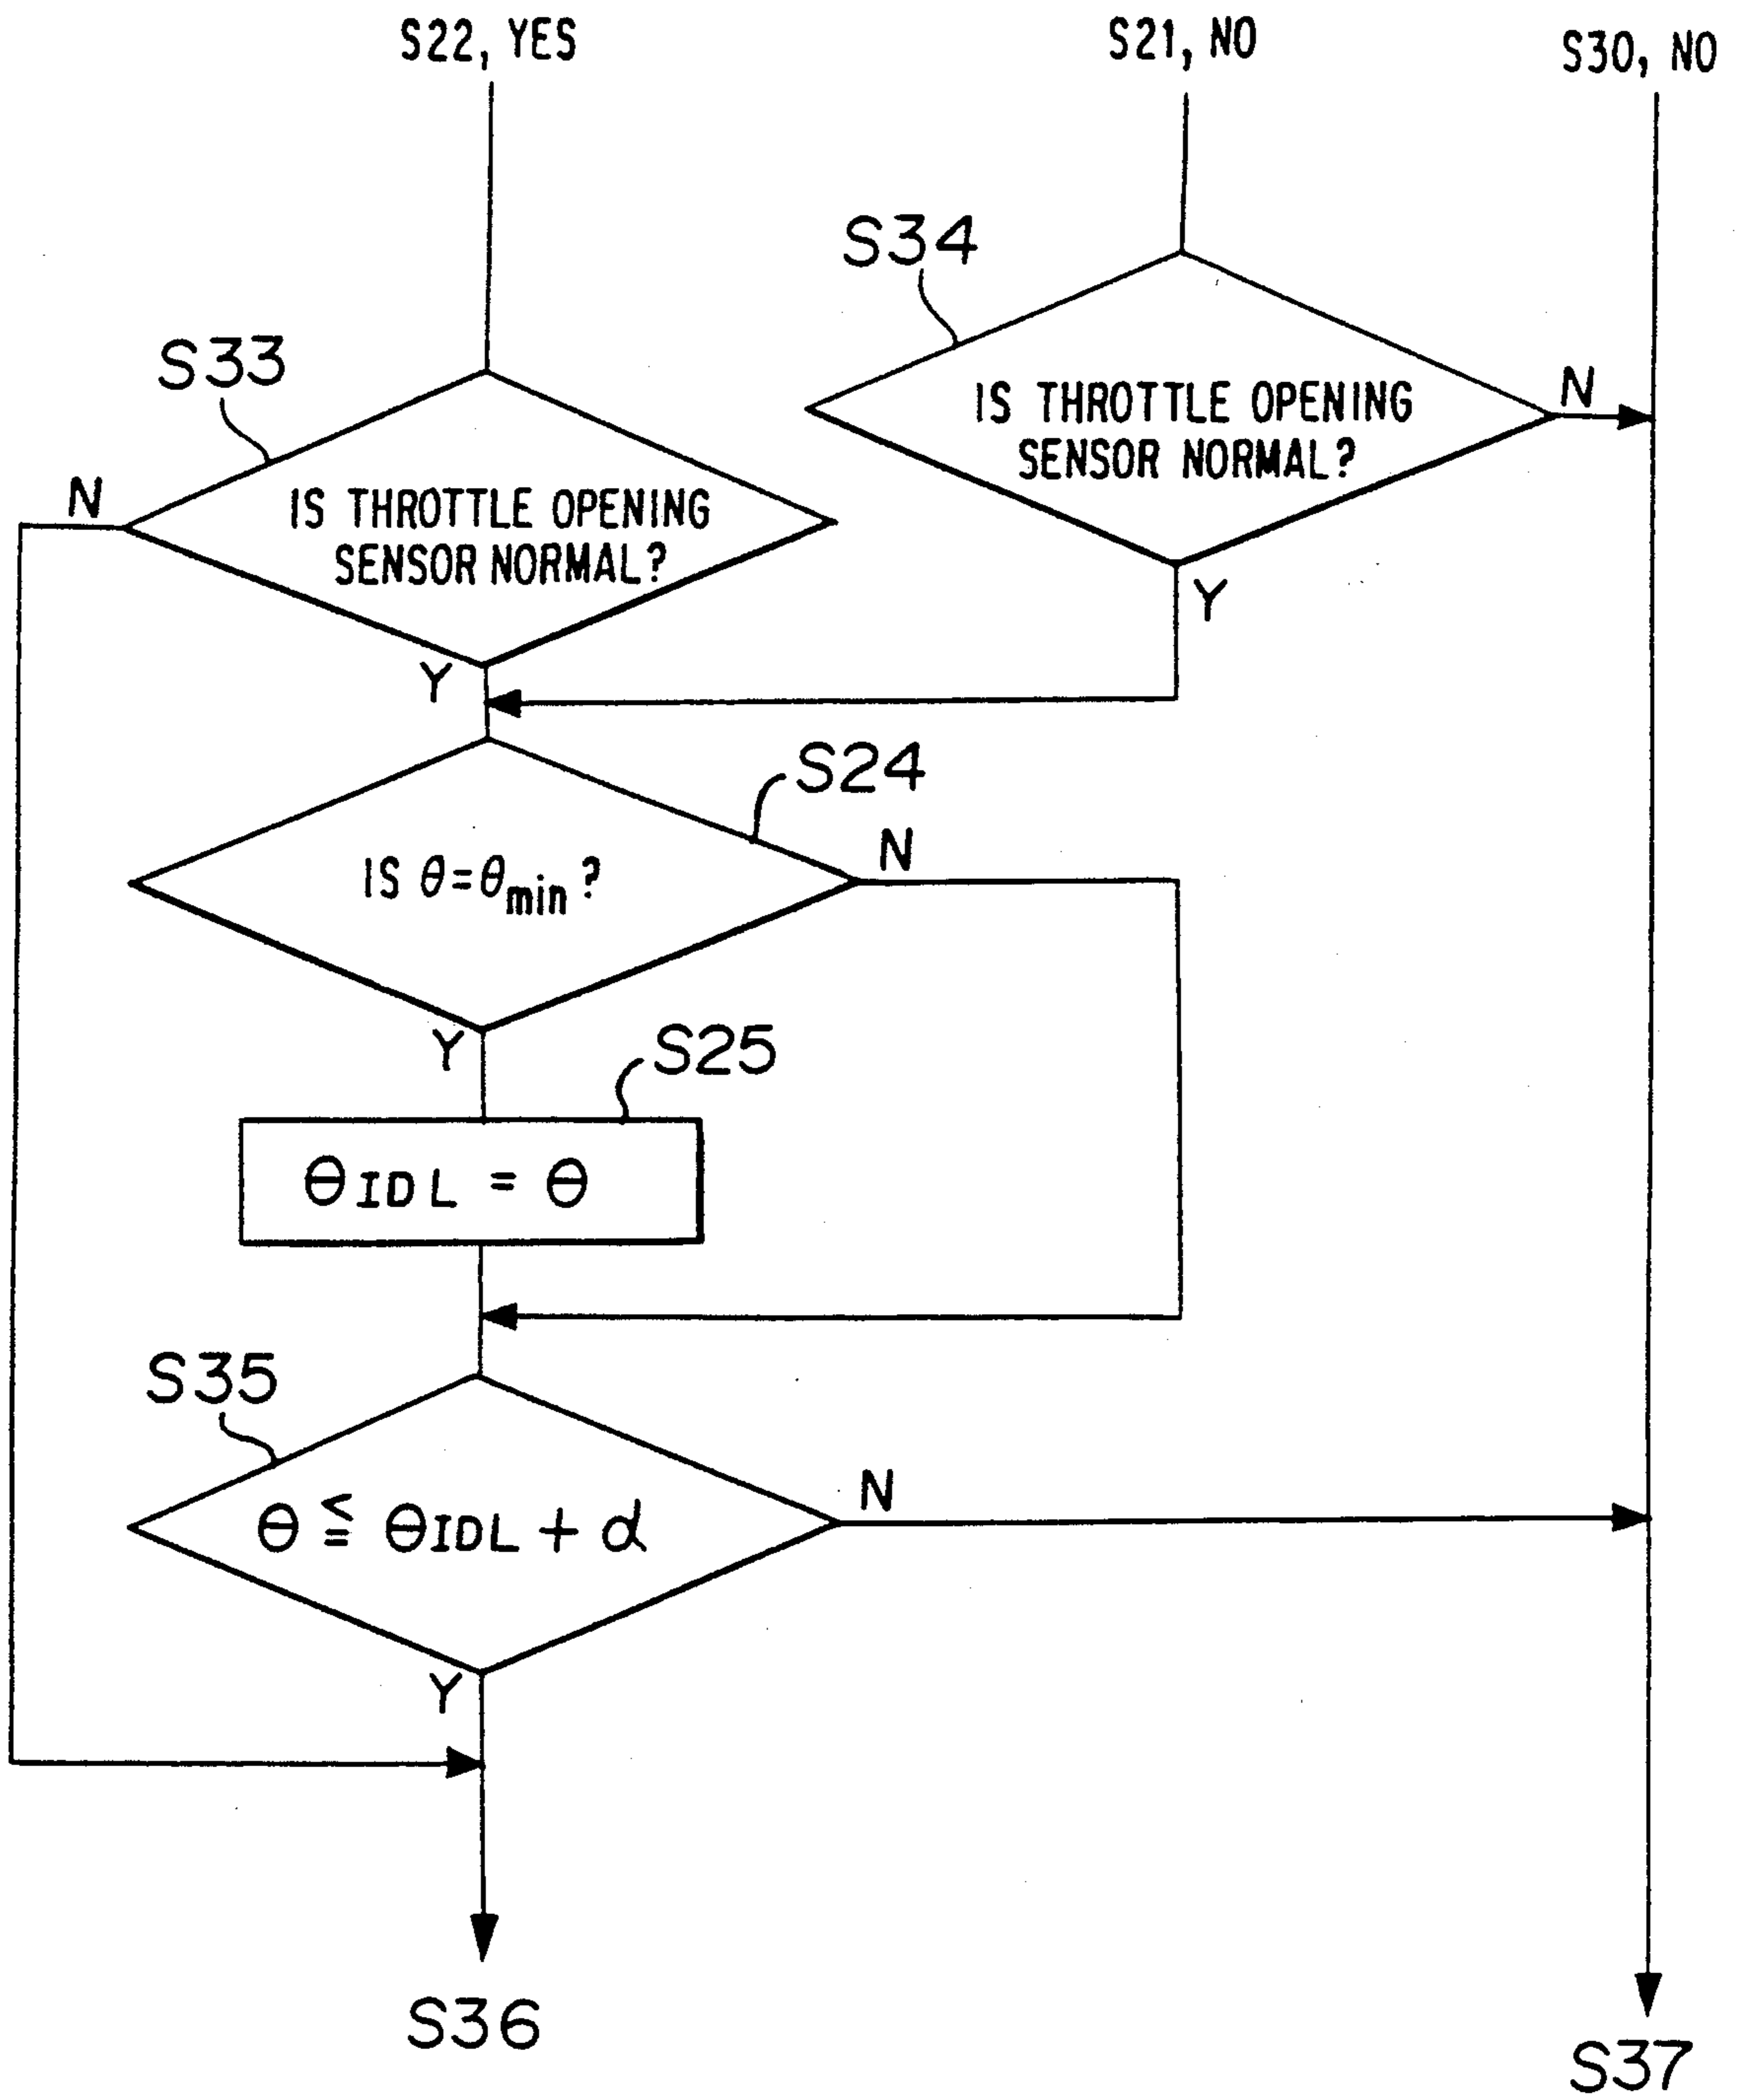 S22, YES
S21, NO
S30, NO
S34
IS THROTTLE OPENING
SENSOR NORMAL?
N
Y
S33
IS THROTTLE OPENING
SENSOR NORMAL?
N
Y
S24
IS θ=θmin?
N
Y
S25
θIDL = θ
S35
θ ≦ θIDL + α
N
Y
S36
S37